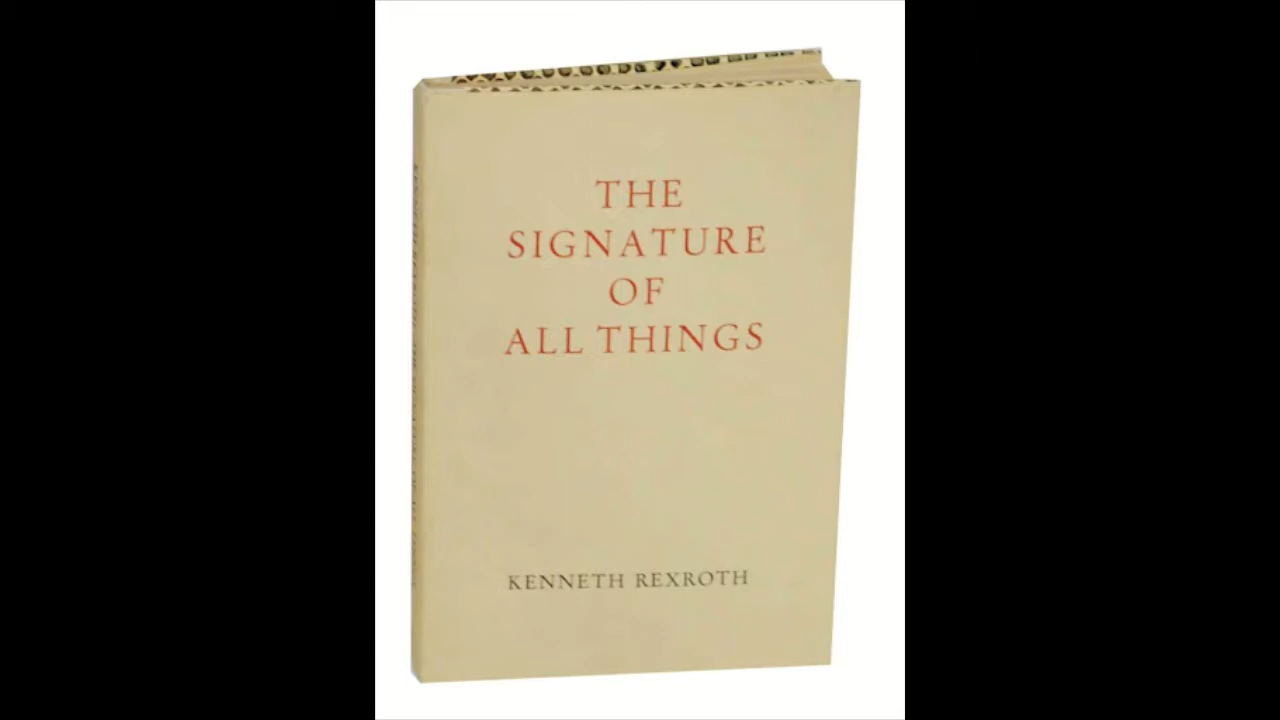 THE
SIGNATURE
OF
ALL THINGS
KENNETH REXROTH